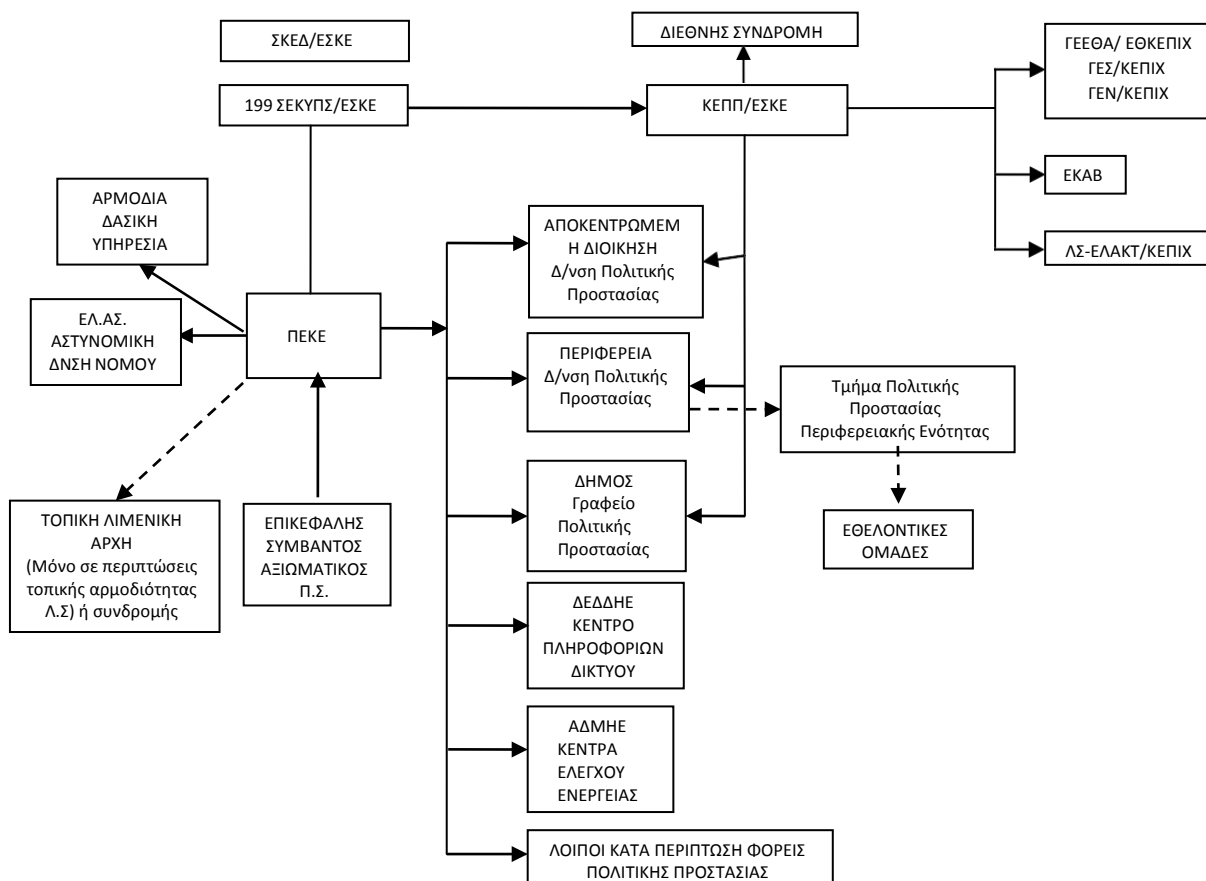 ΣΚΕΔ/ΕΣΚΕ
ΔΙΕΘΝΗΣ ΣΥΝΔΡΟΜΗ
ΓΕΕΘΑ/ ΕΘΚΕΠΙΧ
ΓΕΣ/ΚΕΠΙΧ
ΓΕΝ/ΚΕΠΙΧ
199 ΣΕΚΥΠΣ/ΕΣΚΕ
ΚΕΠΠ/ΕΣΚΕ
ΕΚΑΒ
ΛΣ-ΕΛΑΚΤ/ΚΕΠΙΧ
ΑΡΜΟΔΙΑ
ΔΑΣΙΚΗ
ΥΠΗΡΕΣΙΑ
ΑΠΟΚΕΝΤΡΩΜΕΜ
Η ΔΙΟΙΚΗΣΗ
Δ/νση Πολιτικής
Προστασίας
ΕΛ.ΑΣ.
ΑΣΤΥΝΟΜΙΚΗ
ΔΝΣΗ ΝΟΜΟΥ
ΠΕΚΕ
ΠΕΡΙΦΕΡΕΙΑ
Δ/νση Πολιτικής
Προστασίας
Τμήμα Πολιτικής
Προστασίας
Περιφερειακής Ενότητας
ΤΟΠΙΚΗ ΛΙΜΕΝΙΚΗ
ΑΡΧΗ
(Μόνο σε περιπτώσεις
τοπικής αρμοδιότητας
Λ.Σ) ή συνδρομής
ΕΠΙΚΕΦΑΛΗΣ
ΣΥΜΒΑΝΤΟΣ
ΑΞΙΩΜΑΤΙΚΟΣ
Π.Σ.
ΔΗΜΟΣ
Γραφείο
Πολιτικής
Προστασίας
ΕΘΕΛΟΝΤΙΚΕΣ
ΟΜΑΔΕΣ
ΔΕΔΔΗΕ
ΚΕΝΤΡΟ
ΠΛΗΡΟΦΟΡΙΩΝ
ΔΙΚΤΥΟΥ
ΑΔΜΗΕ
ΚΕΝΤΡΑ
ΕΛΕΓΧΟΥ
ΕΝΕΡΓΕΙΑΣ
ΛΟΙΠΟΙ ΚΑΤΑ ΠΕΡΙΠΤΩΣΗ ΦΟΡΕΙΣ
ΠΟΛΙΤΙΚΗΣ ΠΡΟΣΤΑΣΙΑΣ